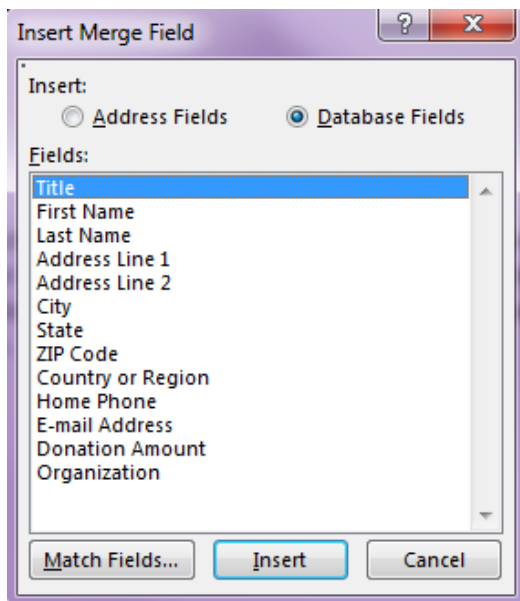 Insert Merge Field
Insert:
Address Fields Database Fields
Fields:
Title
First Name
Last Name
Address Line 1
Address Line 2
City
State
ZIP Code
Country or Region
Home Phone
E-mail Address
Donation Amount
Organization
Match Fields... Insert Cancel